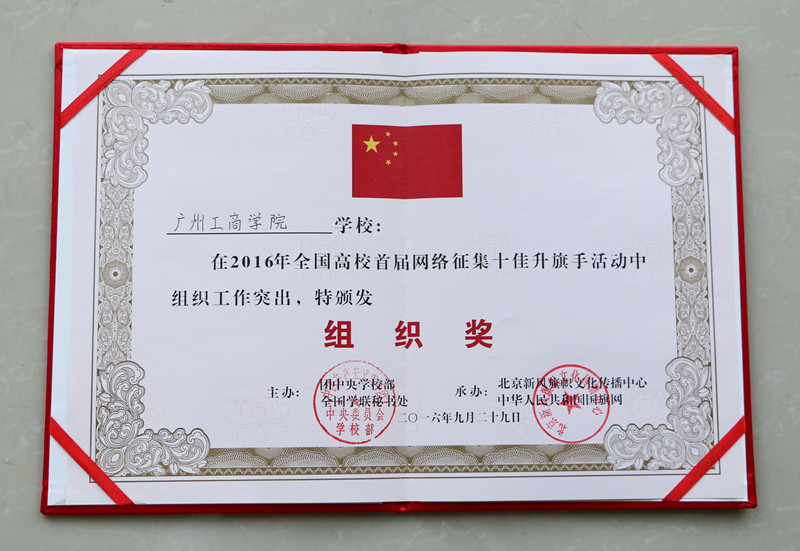 广州工商学院 学校：
在2016年全国高校首届网络征集十佳升旗手活动中
组织工作突出，特颁发
组织奖
主办： 团中央学校部 承办： 北京新风旗帜文化传播中心
全国学联秘书处 中华人民共和国国旗网
中央委员会
学校部
二〇一六年九月二十九日